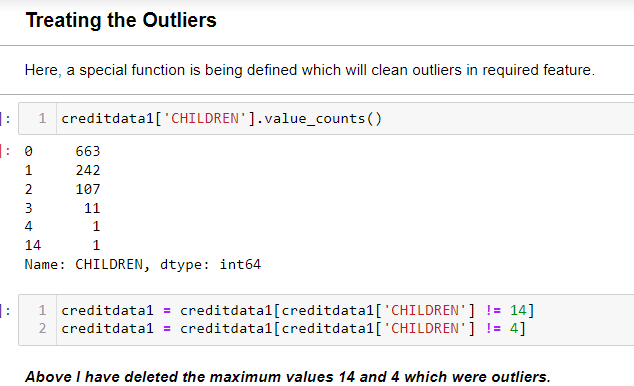 Treating the Outliers
Here, a special function is being defined which will clean outliers in required feature.
]: 1 creditdata1['CHILDREN'].value_counts()
]: 0 663
1 242
2 107
3 11
4 1
14 1
Name: CHILDREN, dtype: int64
]: 1 creditdata1 = creditdata1[creditdata1['CHILDREN'] != 14]
2 creditdata1 = creditdata1[creditdata1['CHILDREN'] != 4]
Above I have deleted the maximum values 14 and 4 which were outliers.